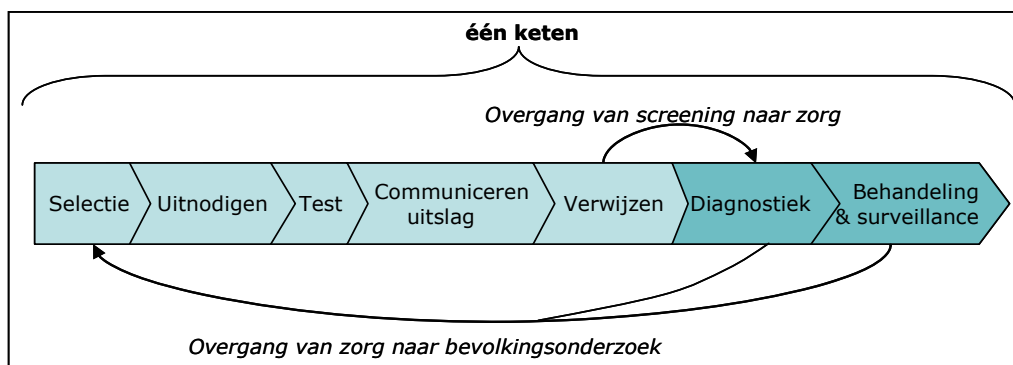 één keten
Overgang van screening naar zorg
Selectie
Uitnodigen
Test
Communiceren
uitslag
Verwijzen
Diagnostiek
Behandeling
& surveillance
Overgang van zorg naar bevolkingsonderzoek